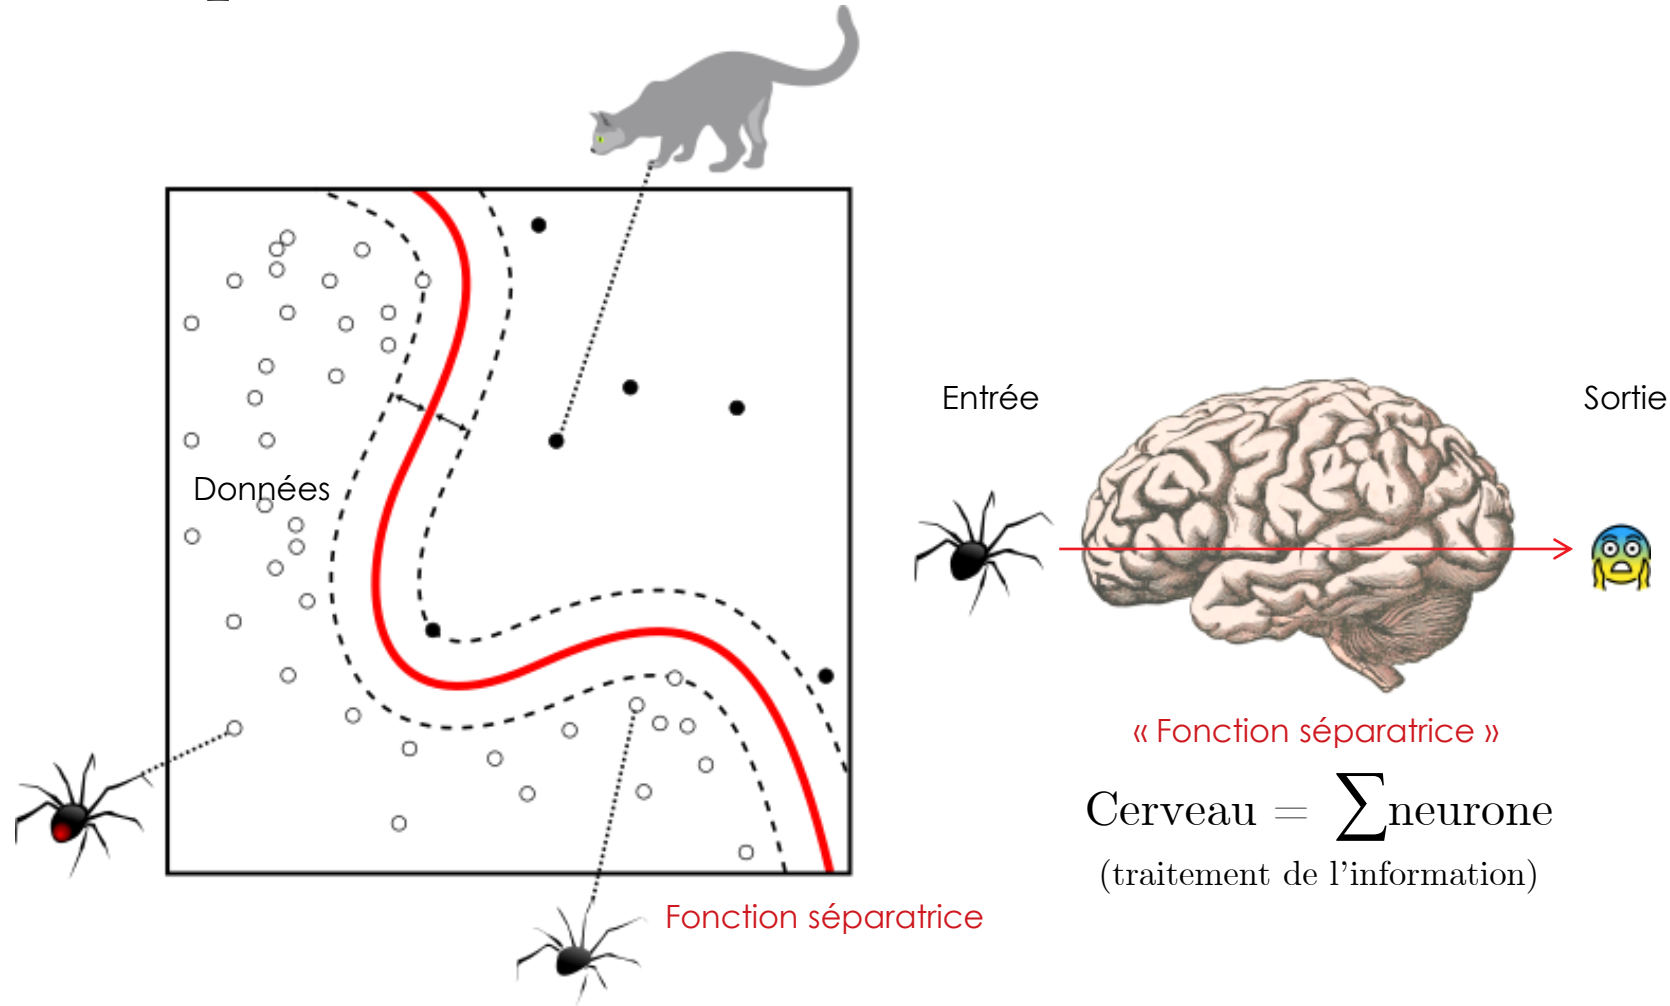 Données
Fonction séparatrice
Entrée
Sortie
« Fonction séparatrice »
Cerveau = ∑neurone
(traitement de l'information)